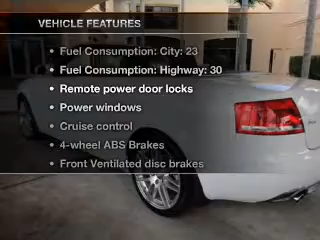 VEHICLE FEATURES
• Fuel Consumption: City: 23
• Fuel Consumption: Highway: 30
• Remote power door locks
• Power windows
• Cruise control
• 4-wheel ABS Brakes
• Front Ventilated disc brakes